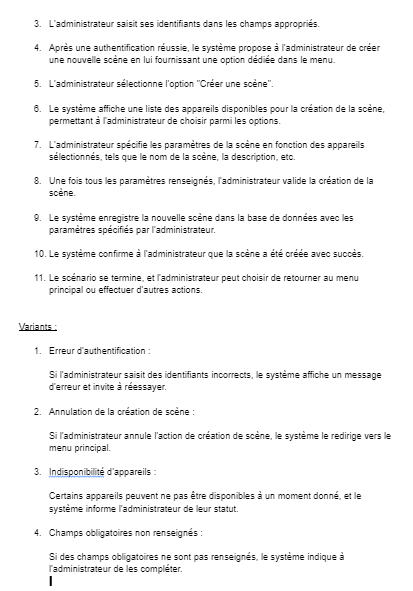 3. L'administrateur saisit ses identifiants dans les champs appropriés.
4. Après une authentification réussie, le système propose à l'administrateur de créer
une nouvelle scène en lui fournissant une option dédiée dans le menu.
5. L'administrateur sélectionne l'option "Créer une scène".
6. Le système affiche une liste des appareils disponibles pour la création de la scène,
permettant à l'administrateur de choisir parmi les options.
7. L'administrateur spécifie les paramètres de la scène en fonction des appareils
sélectionnés, tels que le nom de la scène, la description, etc.
8. Une fois tous les paramètres renseignés, l'administrateur valide la création de la
scène.
9. Le système enregistre la nouvelle scène dans la base de données avec les
paramètres spécifiés par l'administrateur.
10. Le système confirme à l'administrateur que la scène a été créée avec succès.
11. Le scénario se termine, et l'administrateur peut choisir de retourner au menu
principal ou effectuer d'autres actions.
Variants :
1. Erreur d'authentification :
Si l'administrateur saisit des identifiants incorrects, le système affiche un message
d'erreur et invite à réessayer.
2. Annulation de la création de scène :
Si l'administrateur annule l'action de création de scène, le système le redirige vers le
menu principal.
3. Indisponibilité d'appareils :
Certains appareils peuvent ne pas être disponibles à un moment donné, et le
système informe l'administrateur de leur statut.
4. Champs obligatoires non renseignés :
Si des champs obligatoires ne sont pas renseignés, le système indique à
l'administrateur de les compléter.